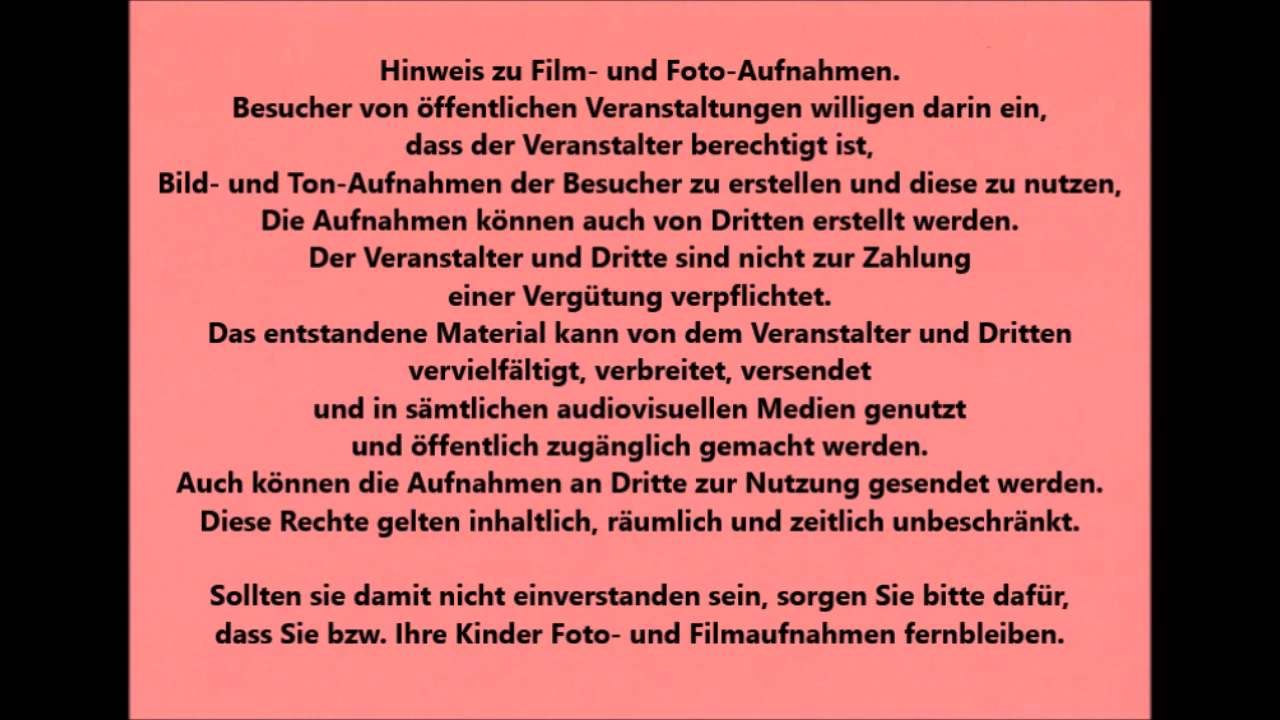 Hinweis zu Film- und Foto-Aufnahmen.
Besucher von öffentlichen Veranstaltungen willigen darin ein,
dass der Veranstalter berechtigt ist,
Bild- und Ton-Aufnahmen der Besucher zu erstellen und diese zu nutzen,
Die Aufnahmen können auch von Dritten erstellt werden.
Der Veranstalter und Dritte sind nicht zur Zahlung
einer Vergütung verpflichtet.
Das entstandene Material kann von dem Veranstalter und Dritten
vervielfältigt, verbreitet, versendet
und in sämtlichen audiovisuellen Medien genutzt
und öffentlich zugänglich gemacht werden.
Auch können die Aufnahmen an Dritte zur Nutzung gesendet werden.
Diese Rechte gelten inhaltlich, räumlich und zeitlich unbeschränkt.
Sollten sie damit nicht einverstanden sein, sorgen Sie bitte dafür,
dass Sie bzw. Ihre Kinder Foto- und Filmaufnahmen fernbleiben.